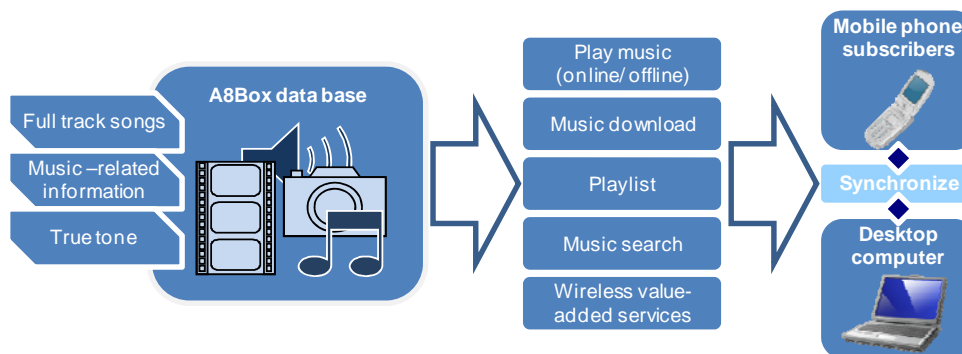 Full track songs
Music –related
information
True tone
A8Box data base
Play music
(online/ offline)
Music download
Playlist
Music search
Wireless value-
added services
Mobile phone
subscribers
Synchronize
Desktop
computer